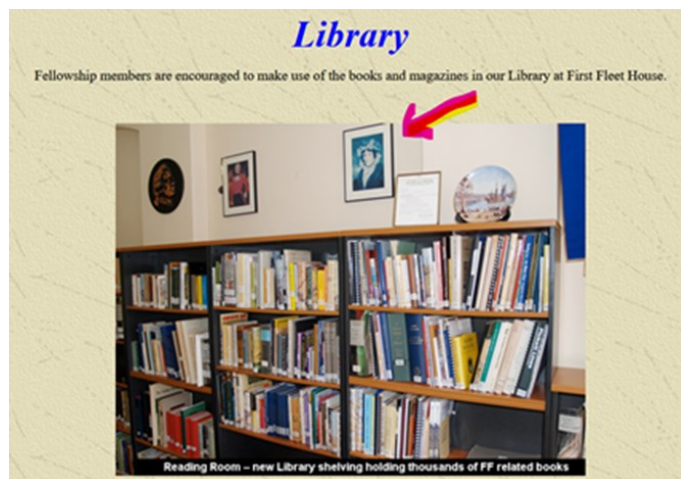 Library
Fellowship members are encouraged to make use of the books and magazines in our Library at First Fleet House.
Reading Room – new Library shelving holding thousands of FF related books